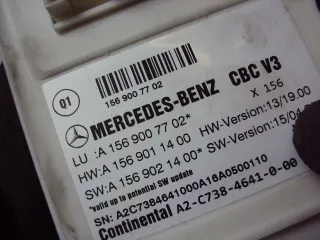 Q1
156 900 77 02
MERCEDES-BENZ CBC V3
X 156
LU :A 156 900 77 02*
HW:A 156 901 14 00 HW-Version:13/19.00
SW:A 156 902 14 00* SW-Version:15/04
*valid up to potential SW update
SN: A2C7384641000A16A0500110
Continental A2-C738-4641-0-00